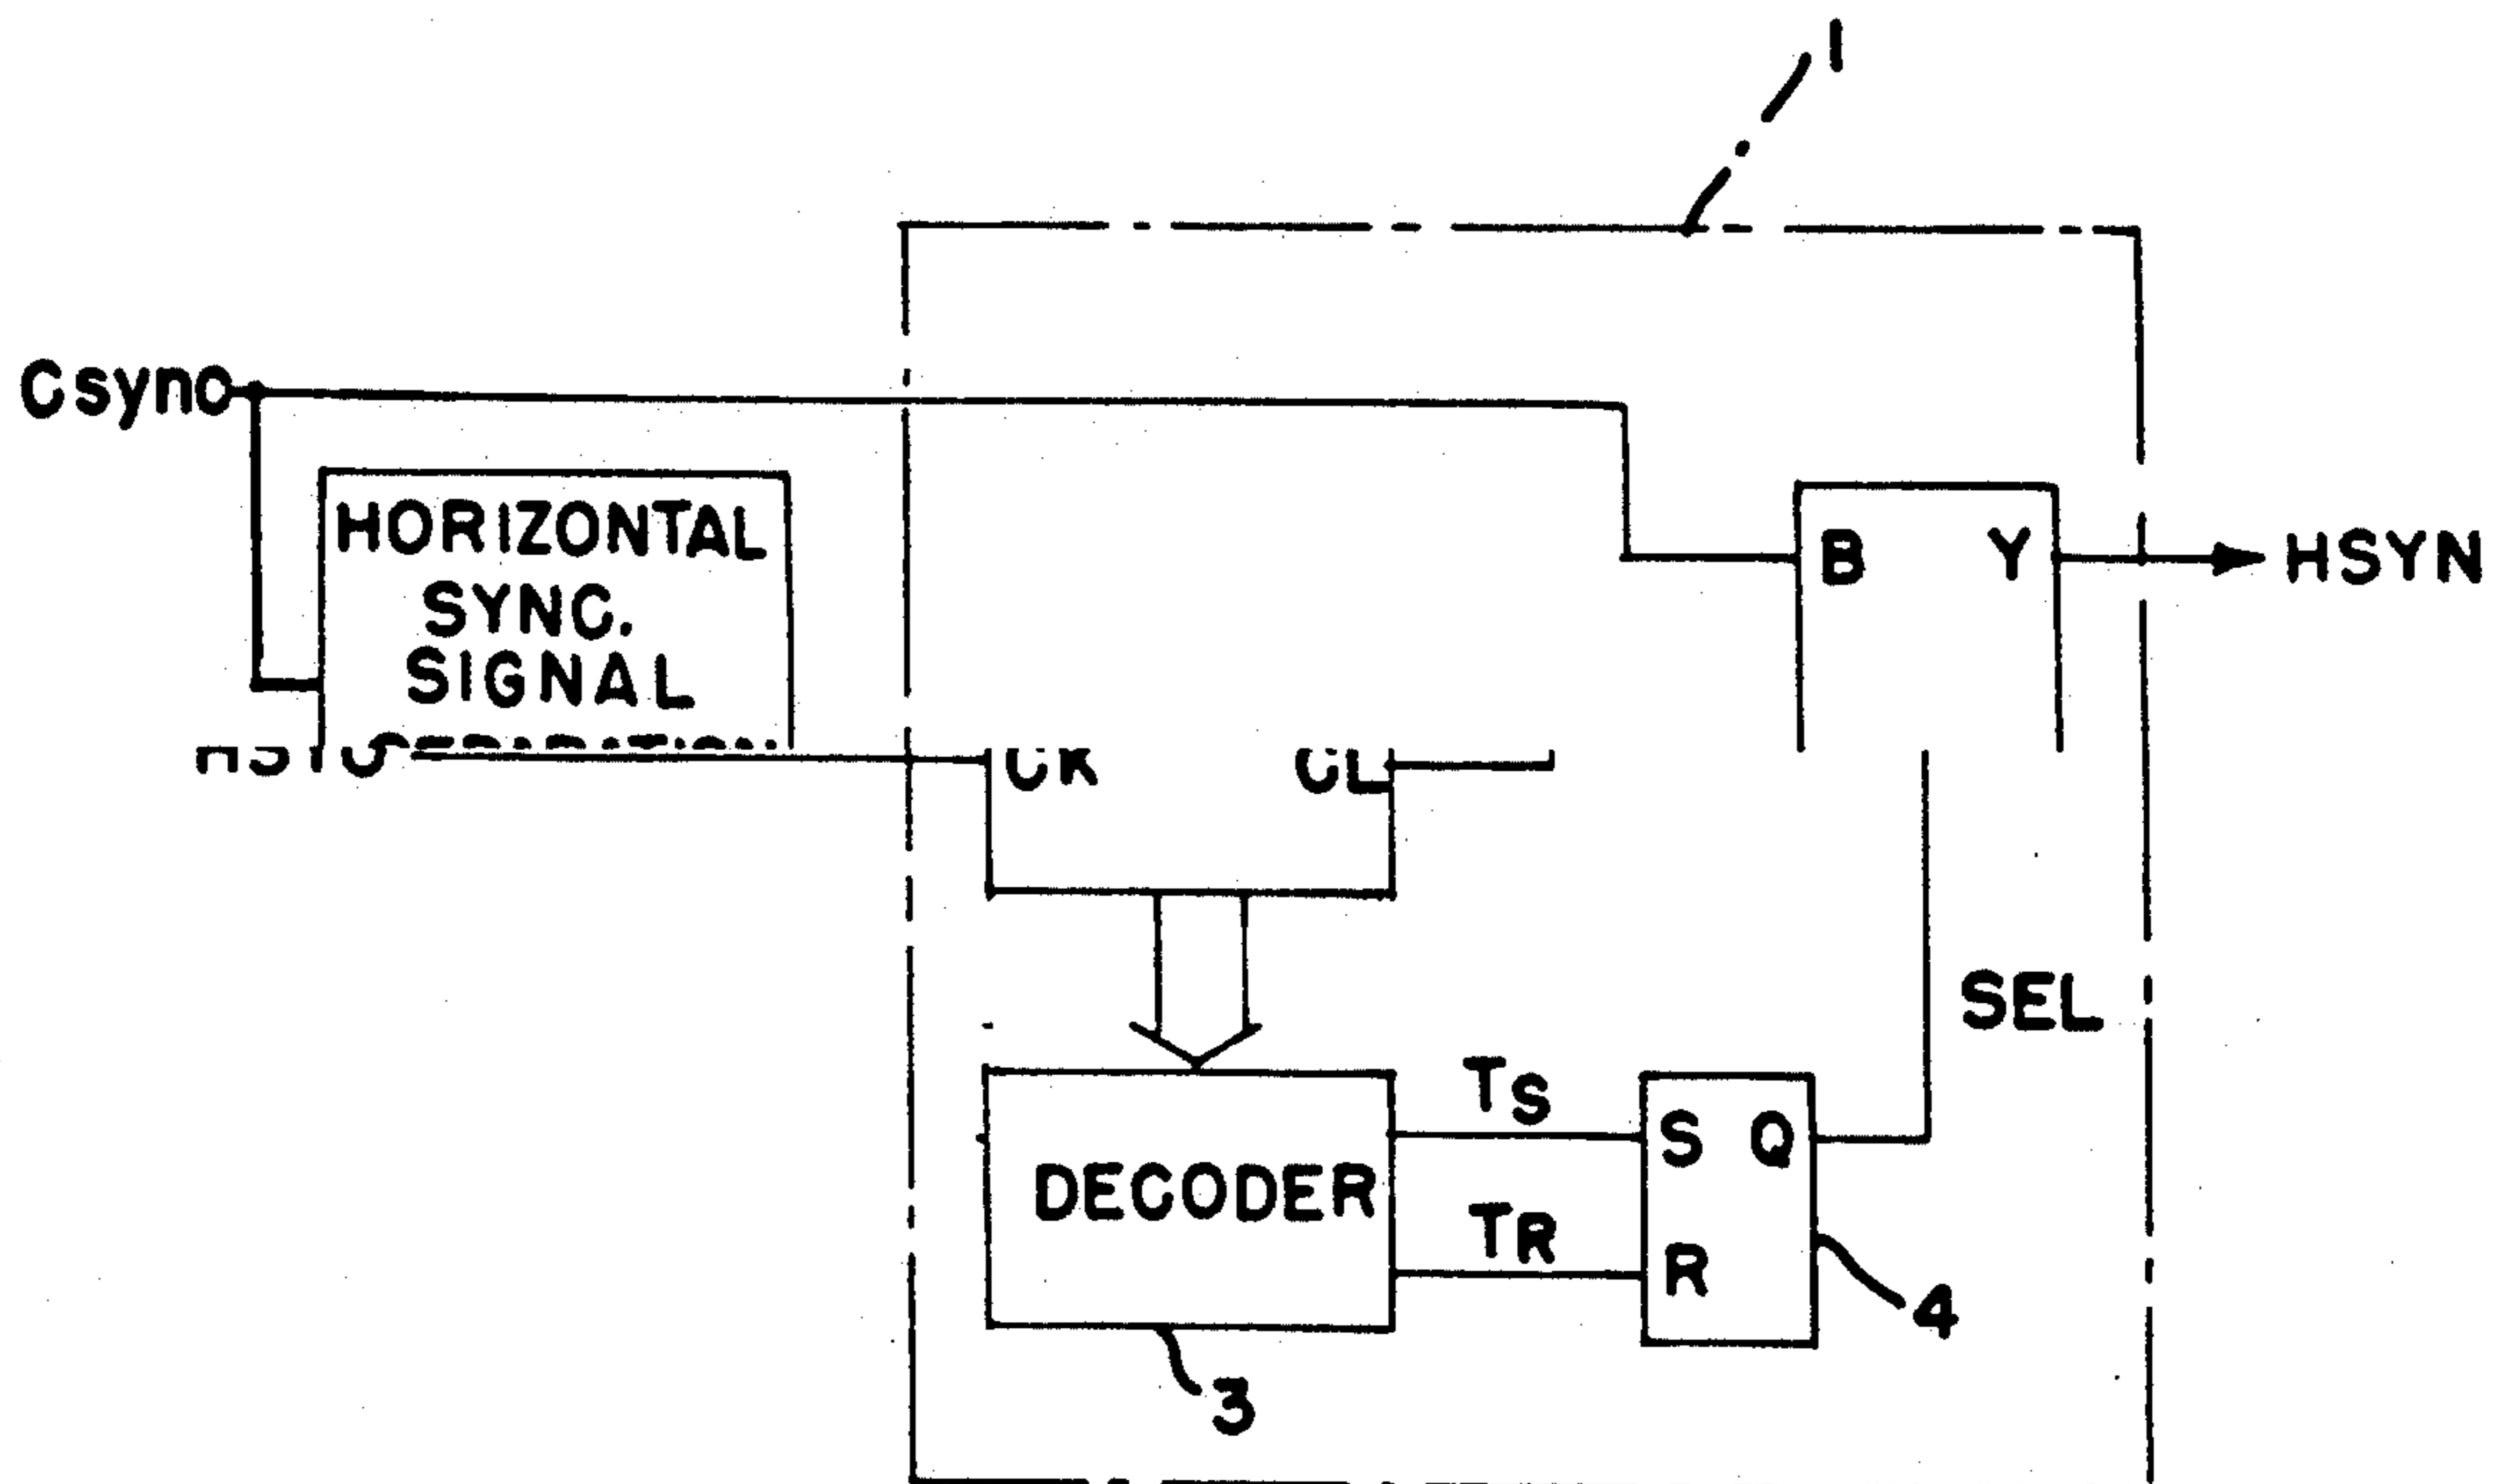 1
Csync
HORIZONTAL
SYNC.
SIGNAL
B Y
HSYN
CK CL
SEL
TS
S Q
DECODER
TR
R
4
3